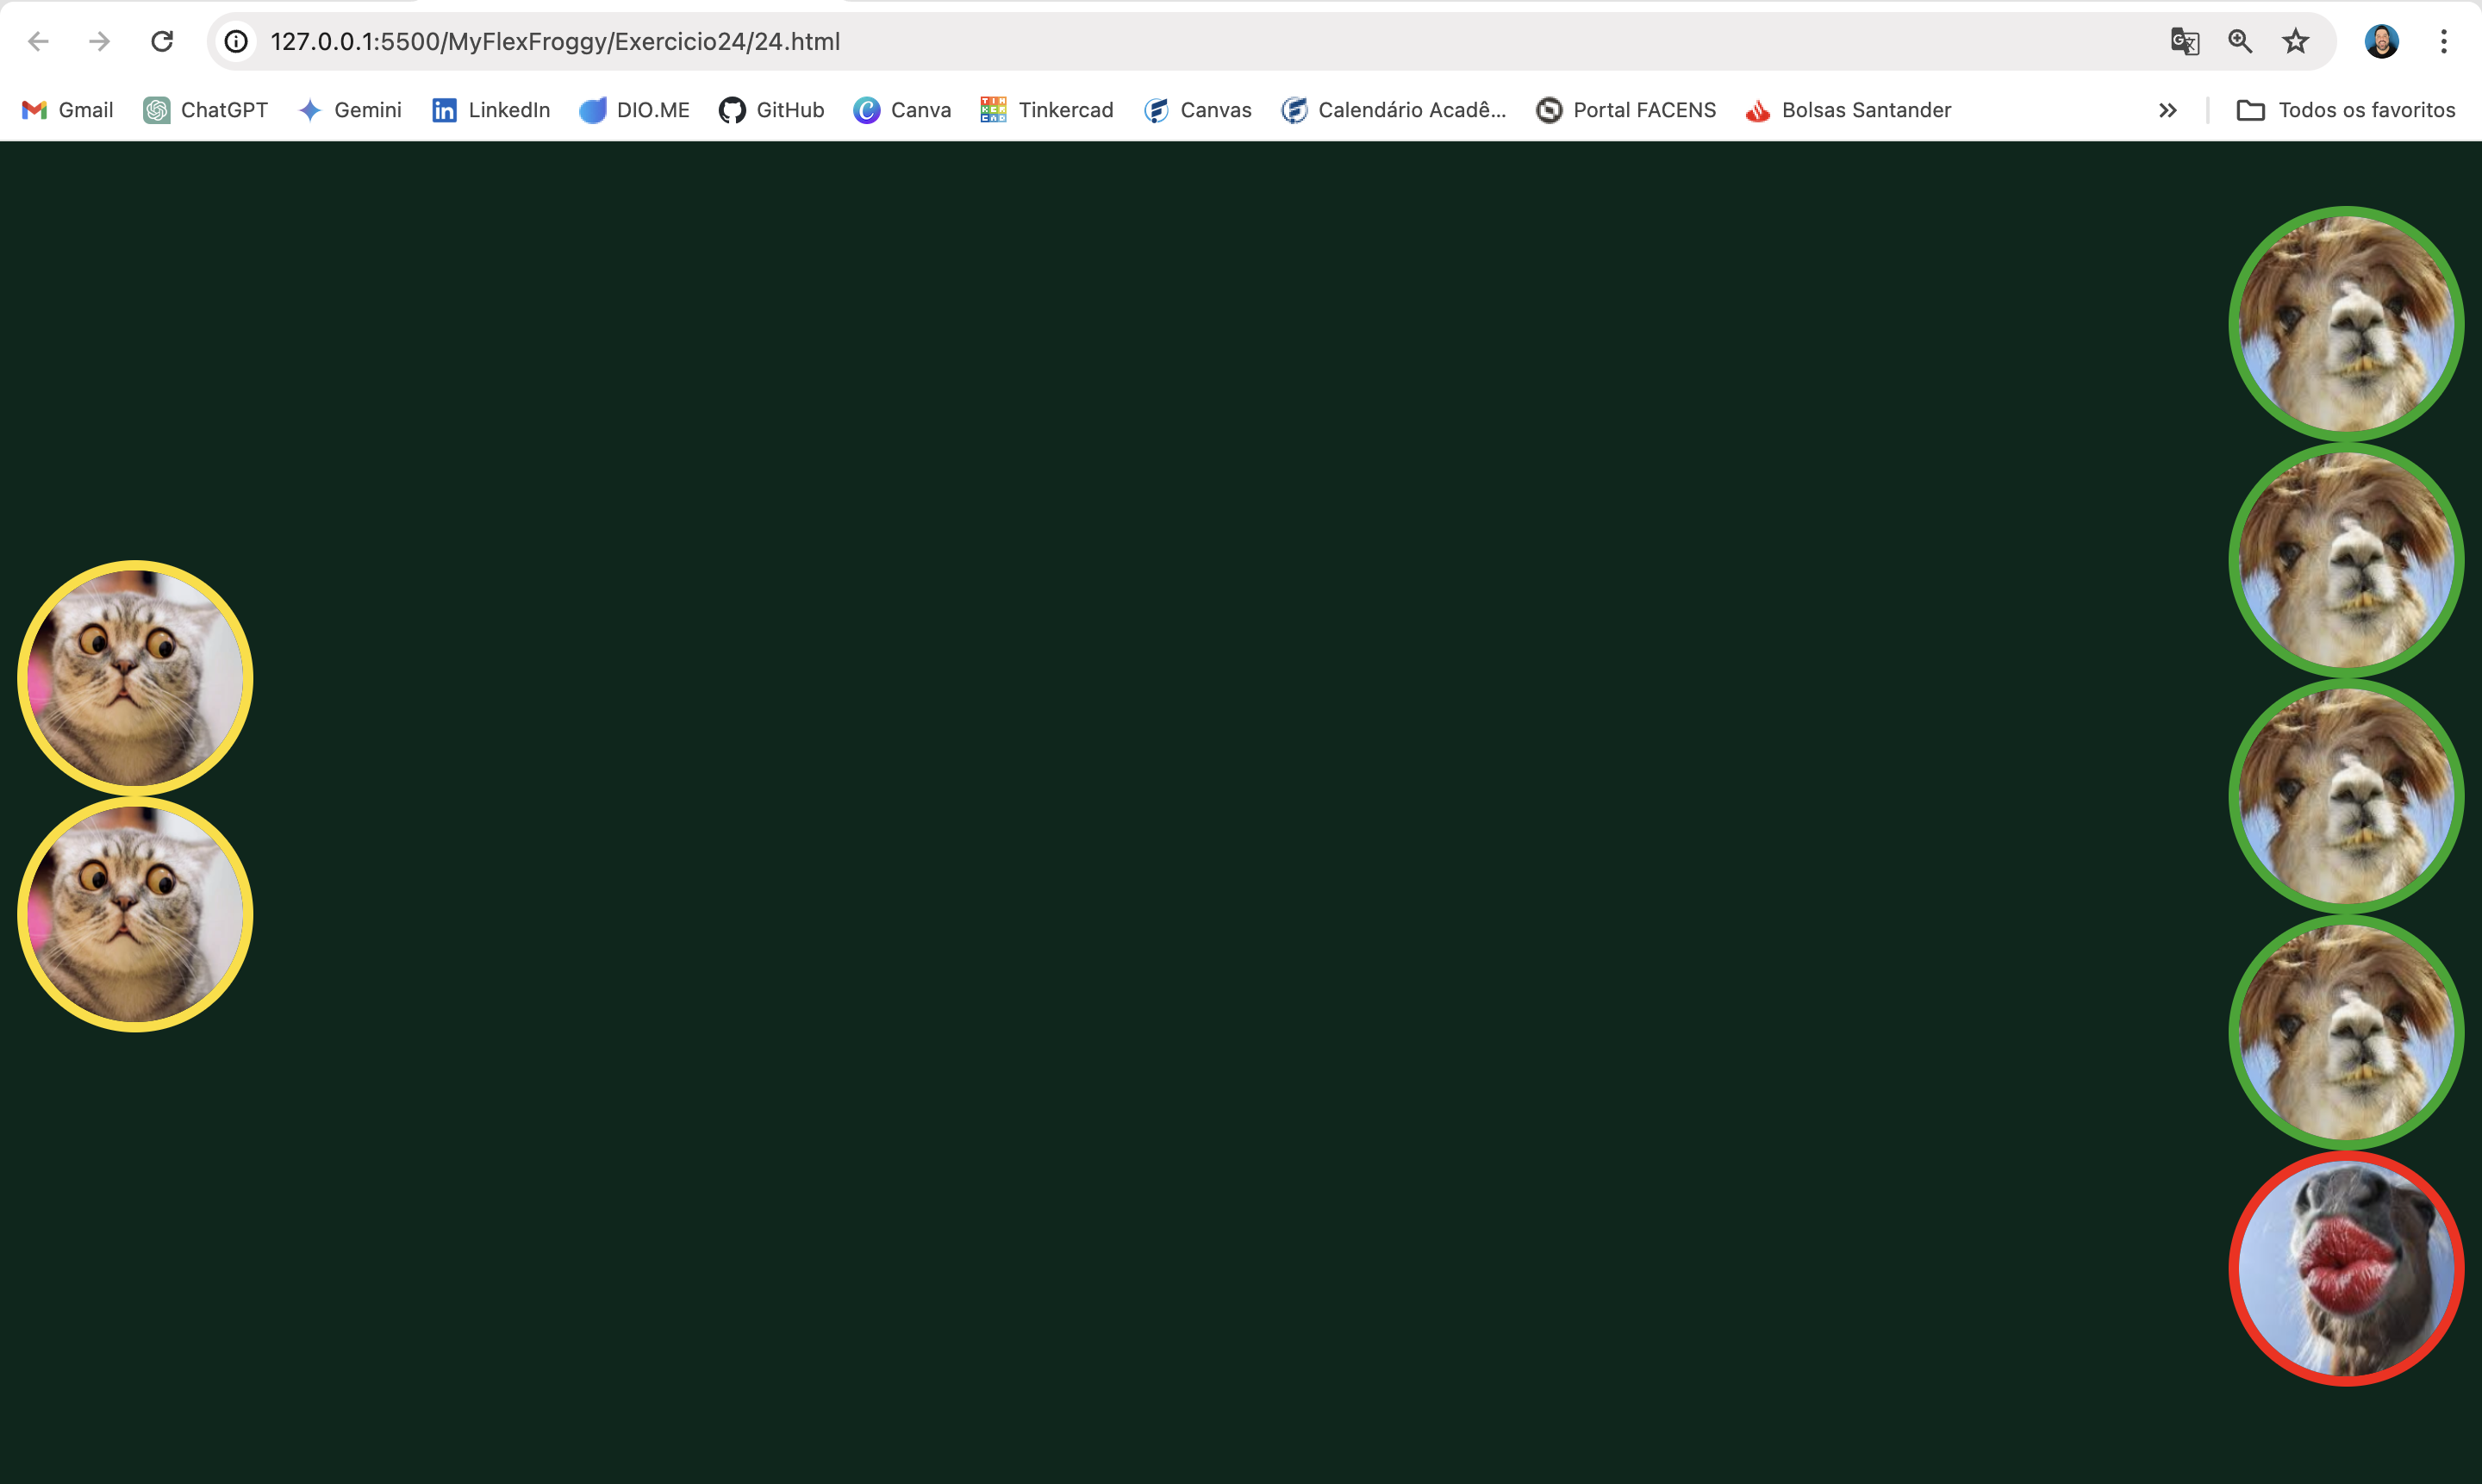 127.0.0.1:5500/MyFlexFroggy/Exercicio24/24.html
Gmail ChatGPT Gemini LinkedIn DIO.ME GitHub Canva Tinkercad Canvas Calendário Acadê... Portal FACENS Bolsas Santander Todos os favoritos